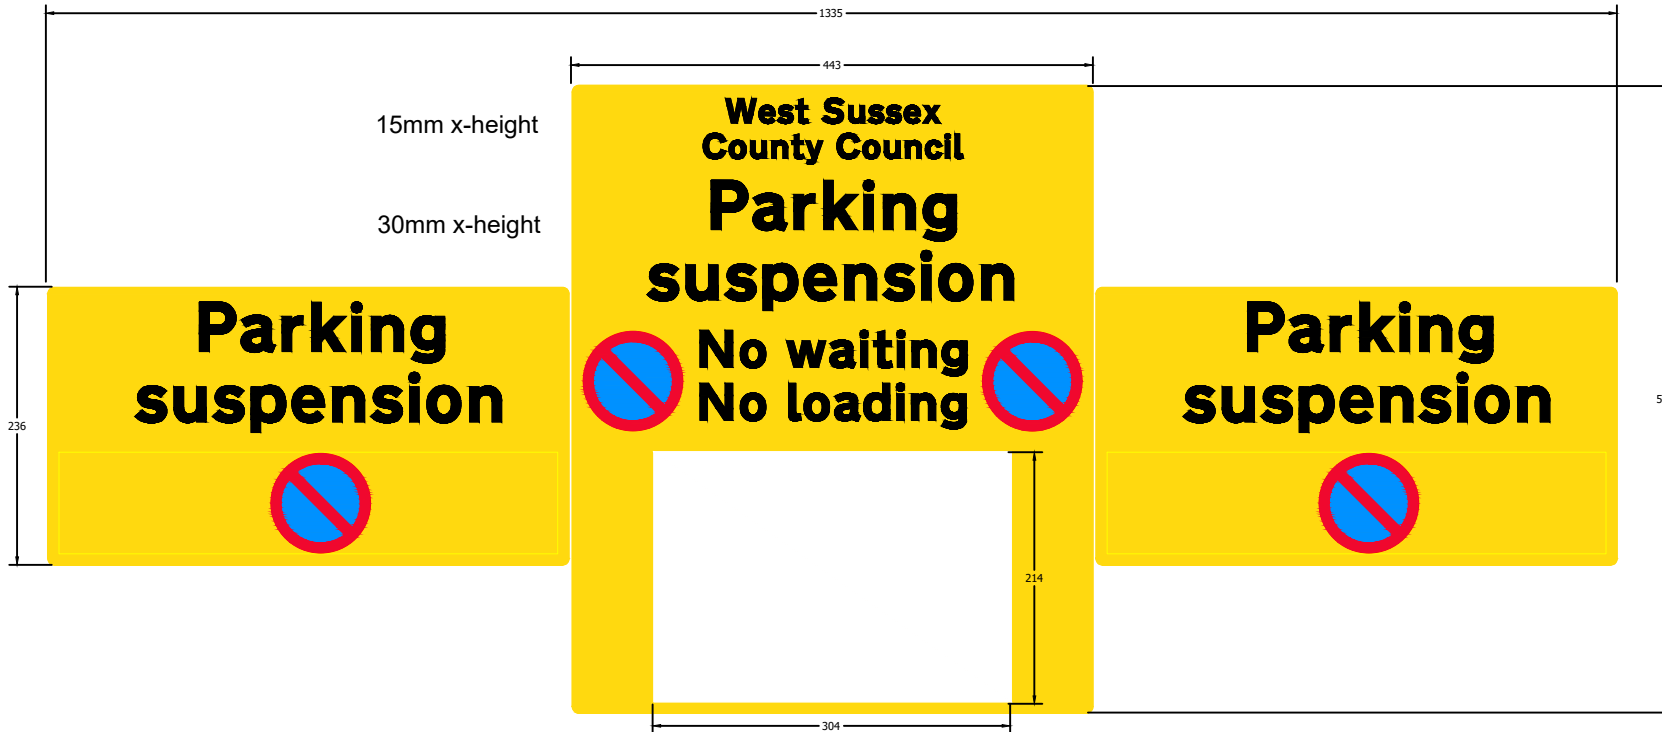 1335
443
15mm x-height
West Sussex
County Council
30mm x-height
Parking
suspension
No waiting
No loading
Parking
suspension
236
Parking
suspension
5
214
304